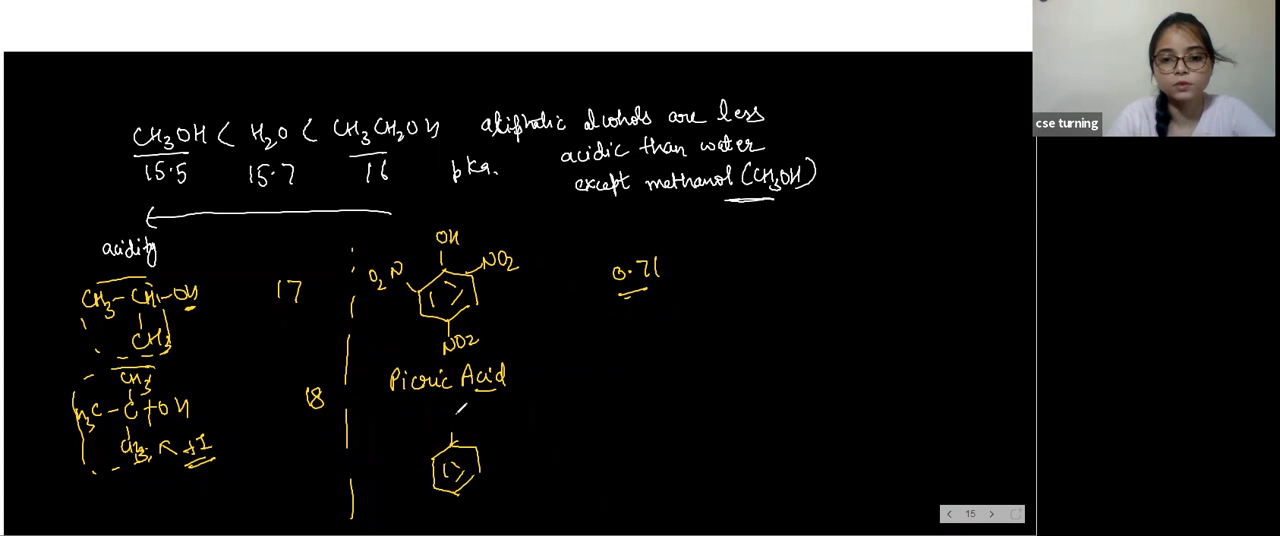 CH3OH < H2O < CH3CH2OH
15.5 15.7 16 pKa.
aliphatic alcohols are less
acidic than water
except methanol (CH3OH)
acidity
CH3-CH-OH 17
CH3
CH3
H3C-C-OH 18
CH3 +I
OH
O2N NO2
NO2
0.71
Picric Acid
cse turning
15